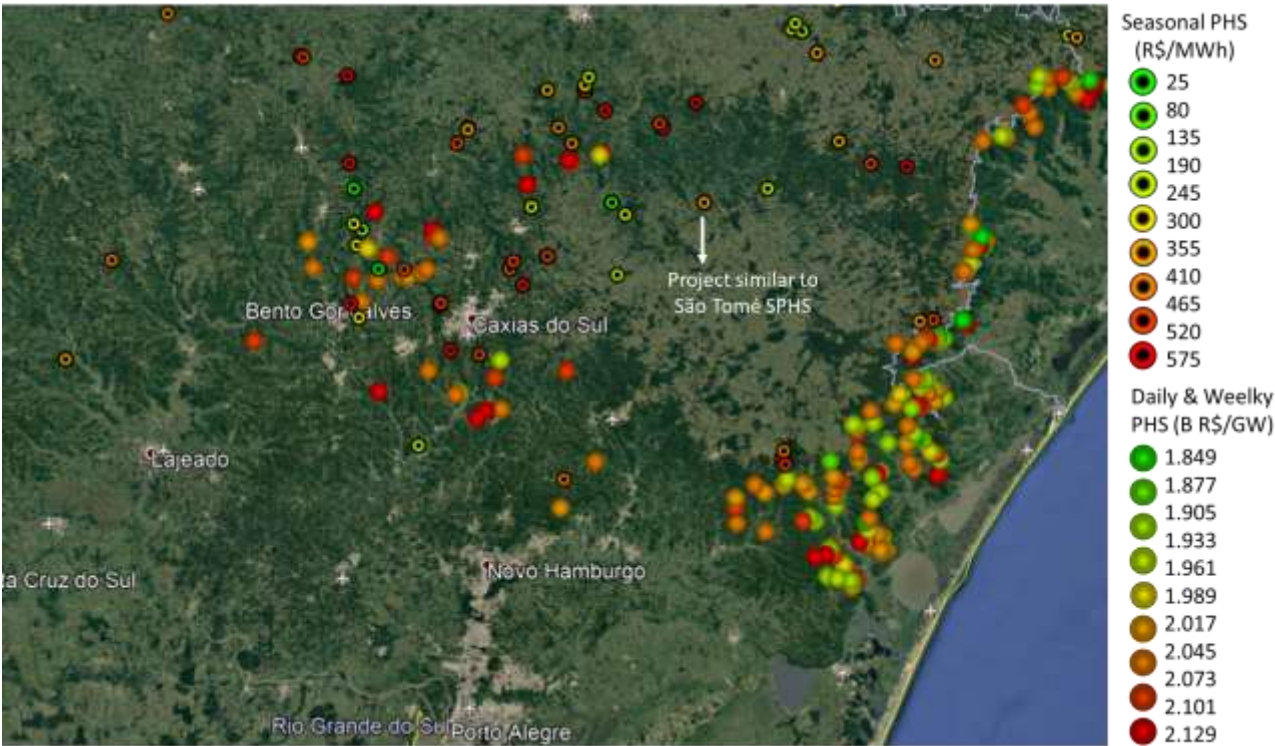 Bento Gonçalves
Caxias do Sul
Project similar to
São Tomé SPHS
Lajeado
Novo Hamburgo
ta Cruz do Sul
Rio Grande do Sul
Porto Alegre
Seasonal PHS
(R$/MWh)
25
80
135
190
245
300
355
410
465
520
575
Daily & Weelky
PHS (B R$/GW)
1.849
1.877
1.905
1.933
1.961
1.989
2.017
2.045
2.073
2.101
2.129